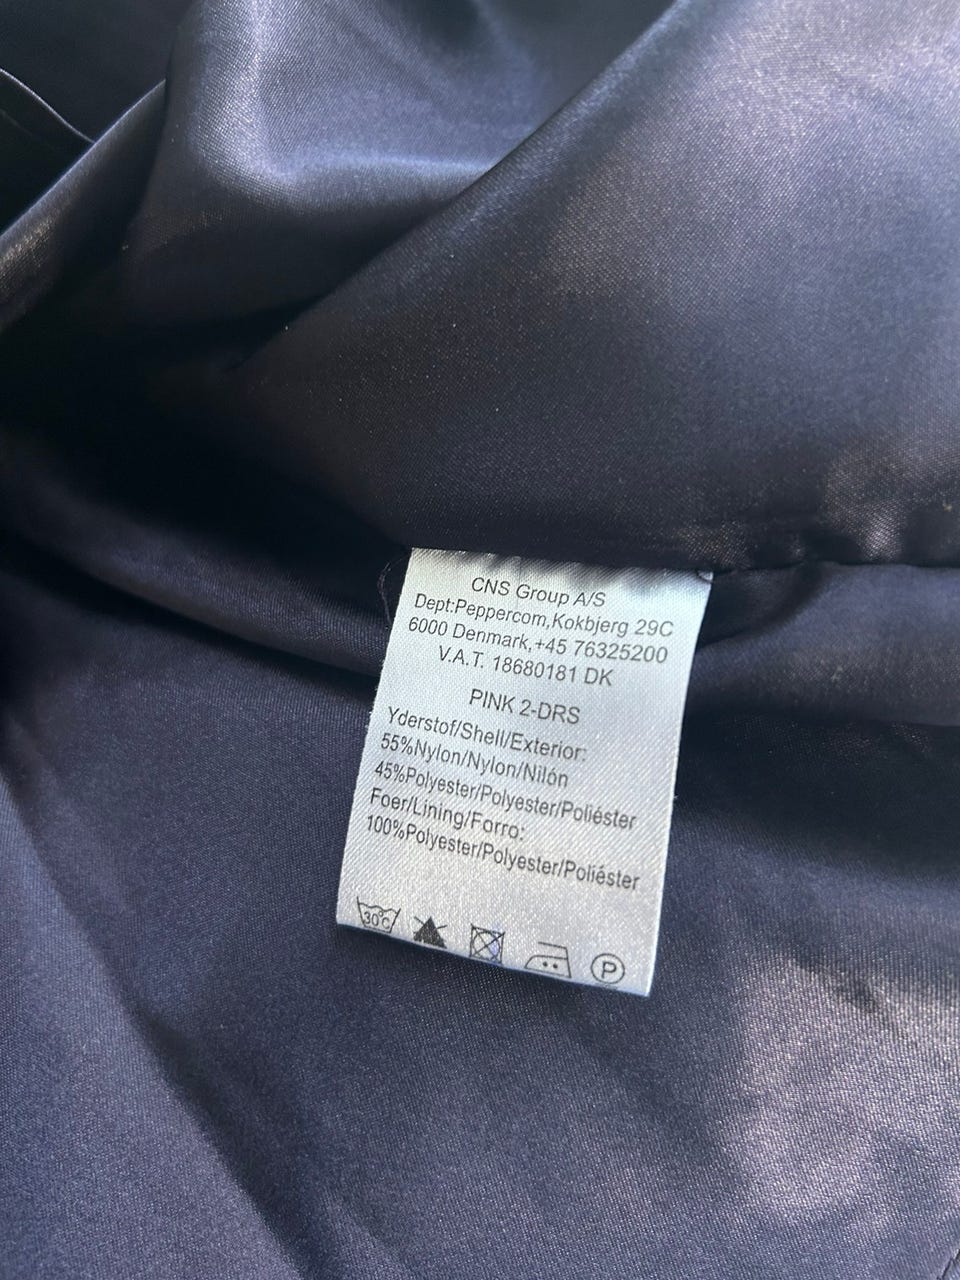 CNS Group A/S
Dept:Peppercom,Kokbjerg 29C
6000 Denmark,+45 76325200
V.A.T. 18680181 DK
PINK 2-DRS
Yderstof/Shell/Exterior:
55%Nylon/Nylon/Nilón
45%Polyester/Polyester/Poliéster
Foer/Lining/Forro:
100%Polyester/Polyester/Poliéster
30°C P